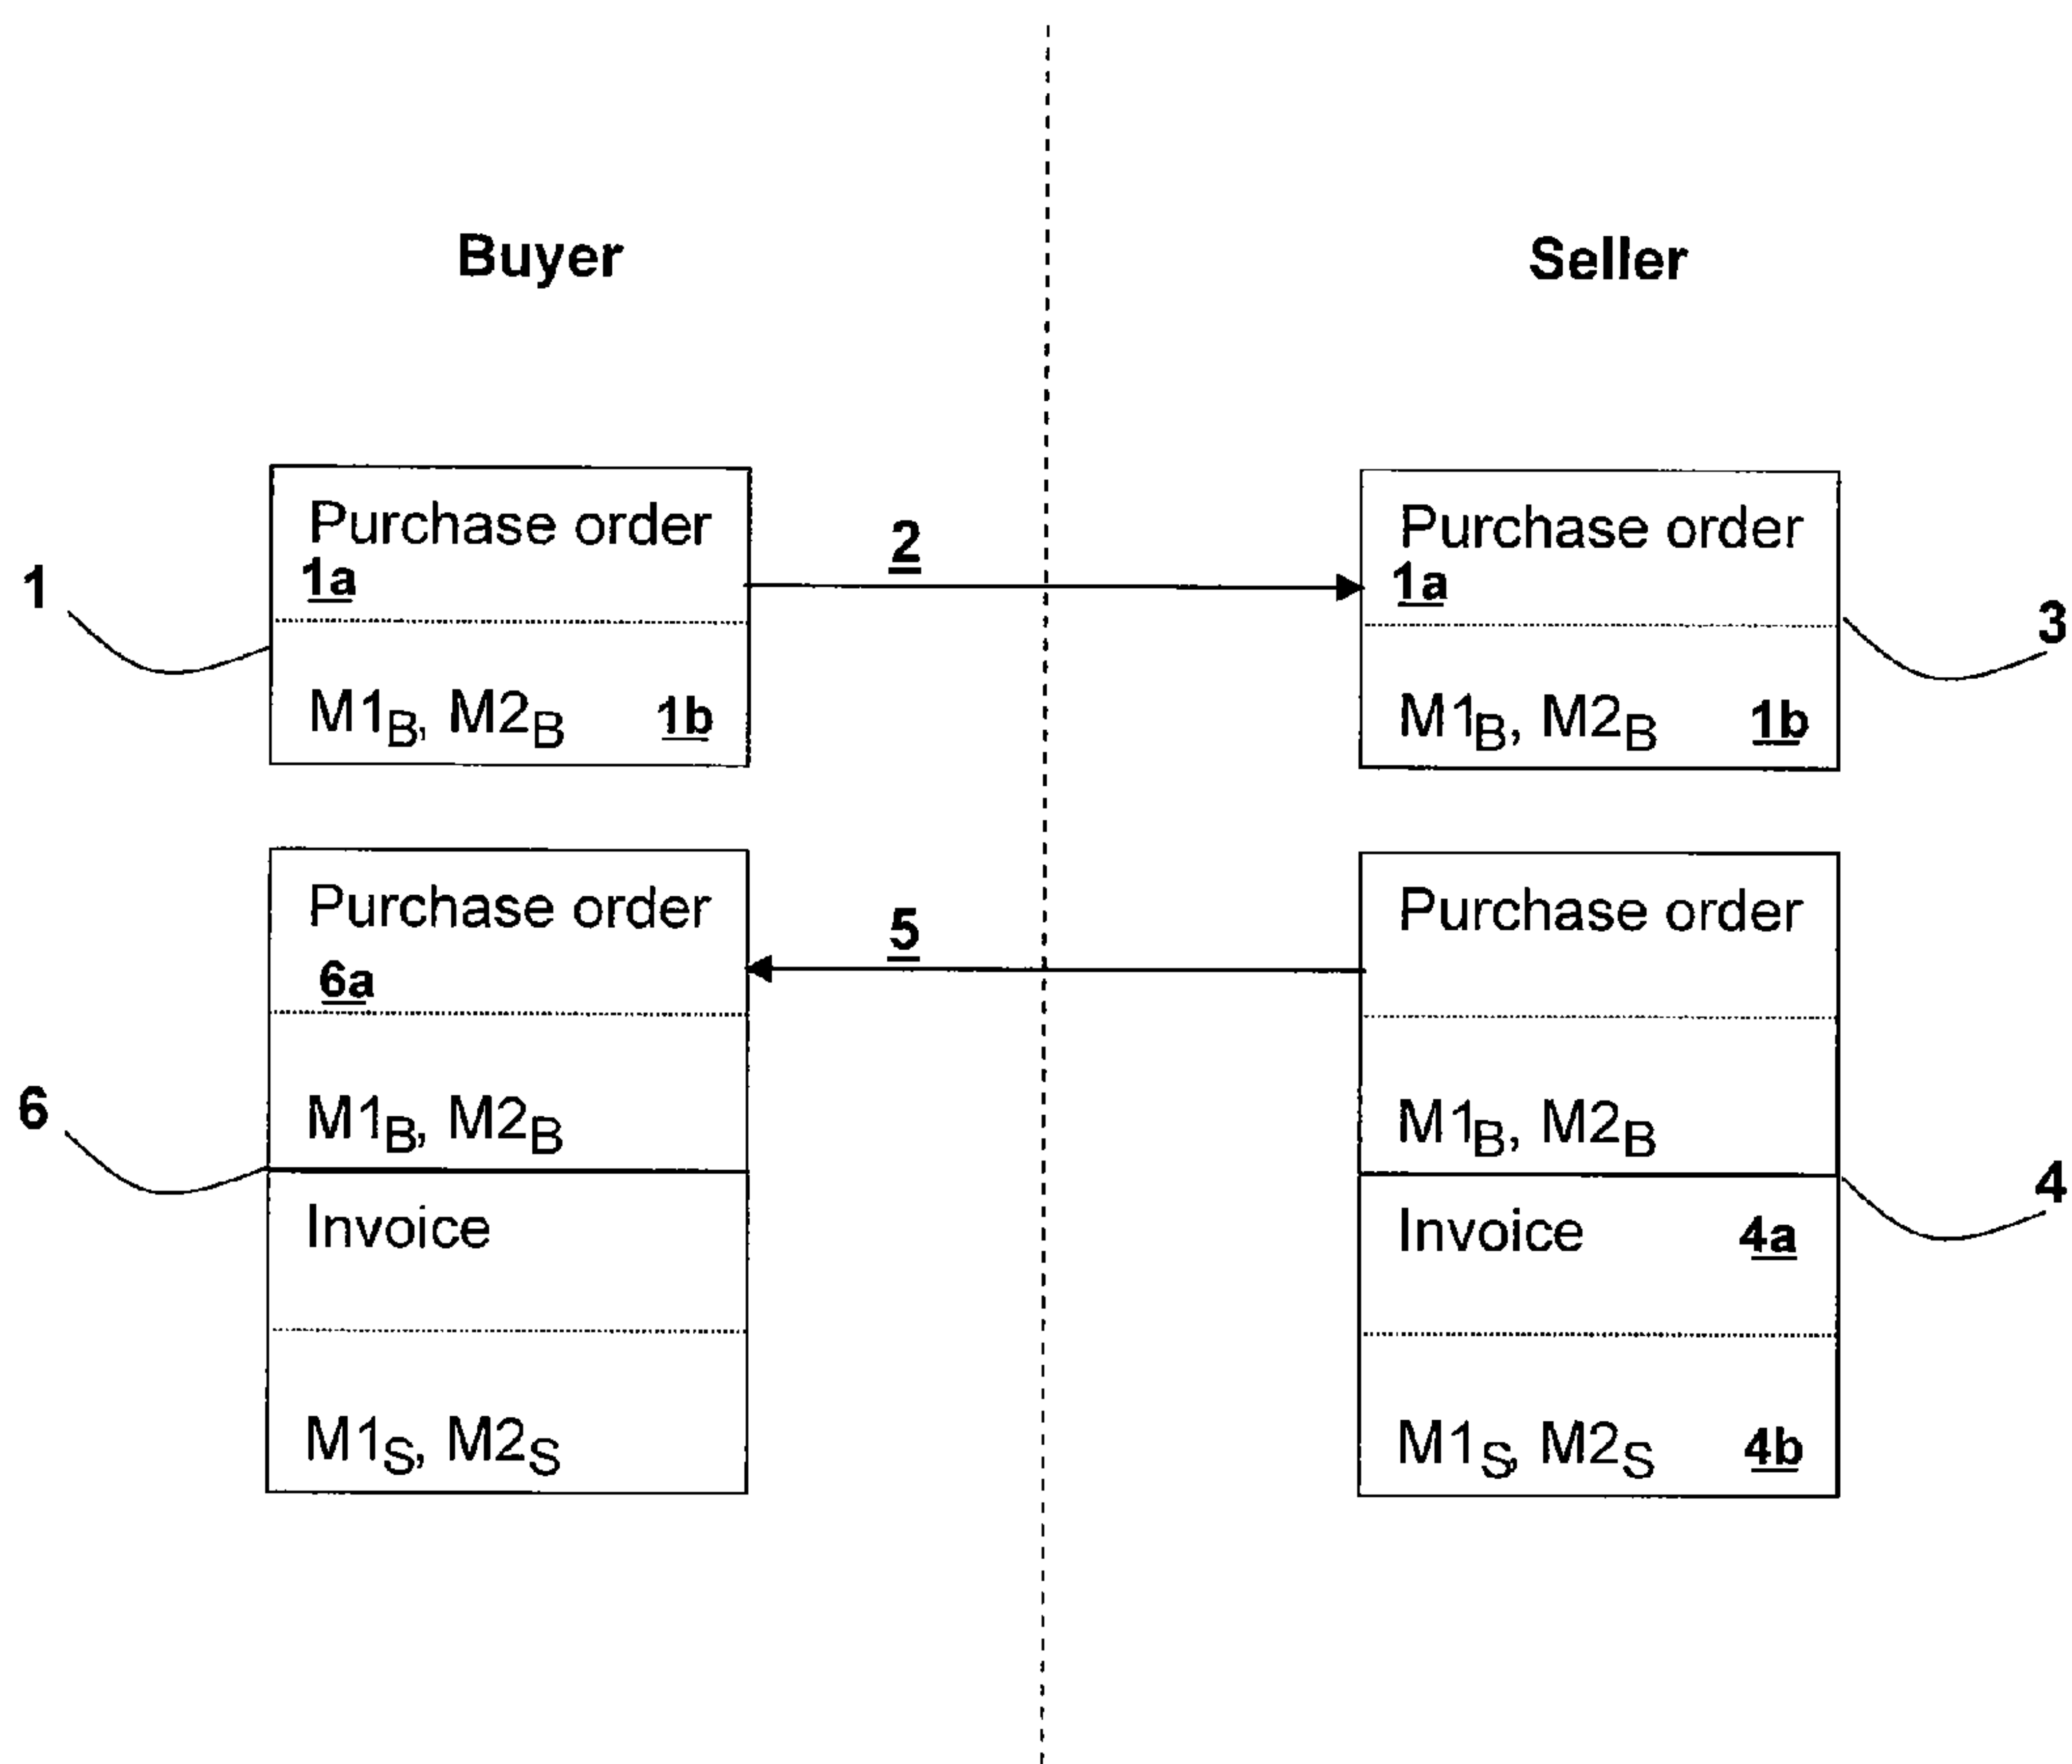 Buyer
Seller
Purchase order
1a
1
M1B, M2B 1b
2
Purchase order
1a
3
M1B, M2B 1b
Purchase order
6a
6
M1B, M2B
Invoice
M1S, M2S
5
Purchase order
M1B, M2B
4
Invoice 4a
M1S, M2S 4b